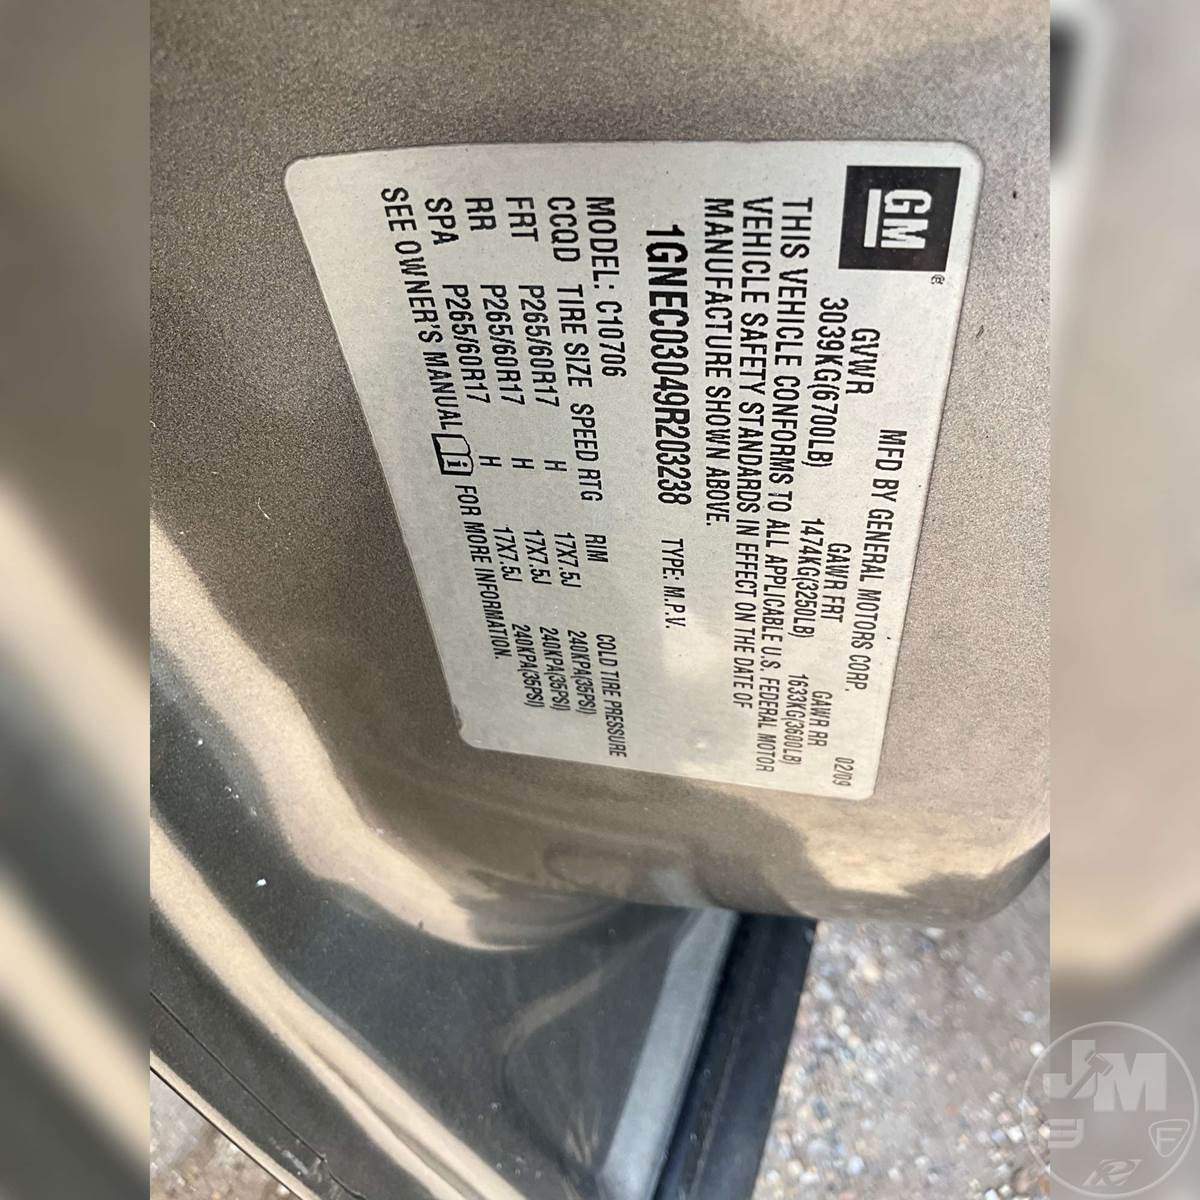 GM®
MFD BY GENERAL MOTORS CORP. 02/09
GVWR GAWR FRT GAWR RR
3039KG(6700LB) 1474KG(3250LB) 1633KG(3600LB)
THIS VEHICLE CONFORMS TO ALL APPLICABLE U.S. FEDERAL MOTOR
VEHICLE SAFETY STANDARDS IN EFFECT ON THE DATE OF
MANUFACTURE SHOWN ABOVE.
1GNEC03049R203238 TYPE: M.P.V.
MODEL: C10706
CCQD TIRE SIZE SPEED RTG RIM COLD TIRE PRESSURE
FRT P265/60R17 H 17X7.5J 240KPA(35PSI)
RR P265/60R17 H 17X7.5J 240KPA(35PSI)
SPA P265/60R17 H 17X7.5J 240KPA(35PSI)
SEE OWNER'S MANUAL i FOR MORE INFORMATION.
JM
F